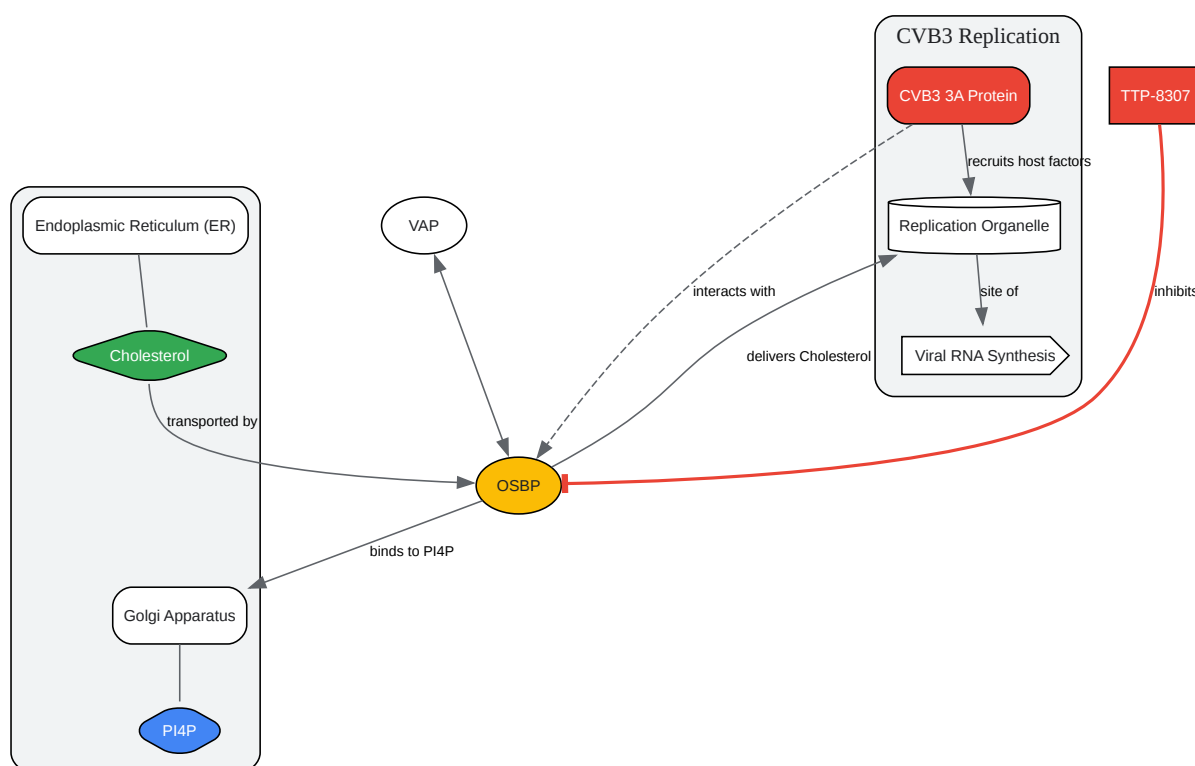 CVB3 Replication
CVB3 3A Protein
TTP-8307
recruits host factors
Endoplasmic Reticulum (ER)
VAP
Replication Organelle
interacts with
site of
inhibits
Cholesterol
delivers Cholesterol
Viral RNA Synthesis
transported by
OSBP
binds to PI4P
Golgi Apparatus
PI4P